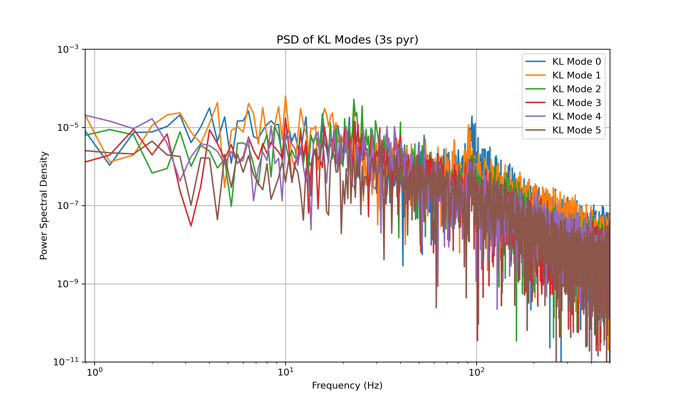 PSD of KL Modes (3s pyr)
Power Spectral Density
10⁻³
10⁻⁵
10⁻⁷
10⁻⁹
10⁻¹¹
KL Mode 0
KL Mode 1
KL Mode 2
KL Mode 3
KL Mode 4
KL Mode 5
10⁰
10¹
10²
Frequency (Hz)